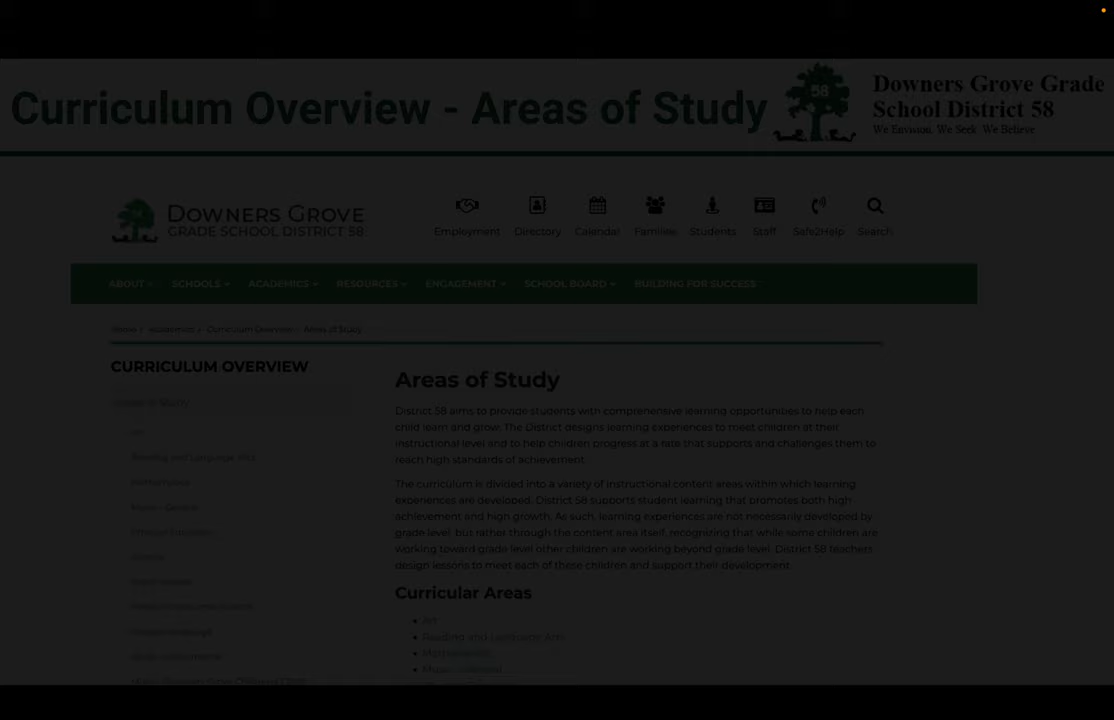 Curriculum Overview - Areas of Study
58
Downers Grove Grade
School District 58
We Envision. We Seek. We Believe.
DOWNERS GROVE
GRADE SCHOOL DISTRICT 58
Employment
Directory
Calendar
Families
Students
Staff
Safe2Help
Search
ABOUT
SCHOOLS
ACADEMICS
RESOURCES
ENGAGEMENT
SCHOOL BOARD
BUILDING FOR SUCCESS
Home
Academics
Curriculum Overview - Areas of Study
CURRICULUM OVERVIEW
Areas of Study
Art
Reading and Language Arts
Mathematics
Music - General
Science
Areas of Study
District 58 aims to provide students with comprehensive learning opportunities to help each
child learn and grow. The District designs learning experiences to meet children at their
instructional level and to help children progress at a rate that supports and challenges them to
reach high standards of achievement.
The curriculum is divided into a variety of instructional content areas within which learning
experiences are developed. District 58 supports student learning that promotes both high
achievement and high growth. As such, learning experiences are not necessarily developed by
grade level, but rather through the content area itself, recognizing that while some children are
working toward grade level other children are working beyond grade level. District 58 teachers
design lessons to meet each of these children and support their development.
Curricular Areas
Art
Reading and Language Arts
Mathematics
Music - General